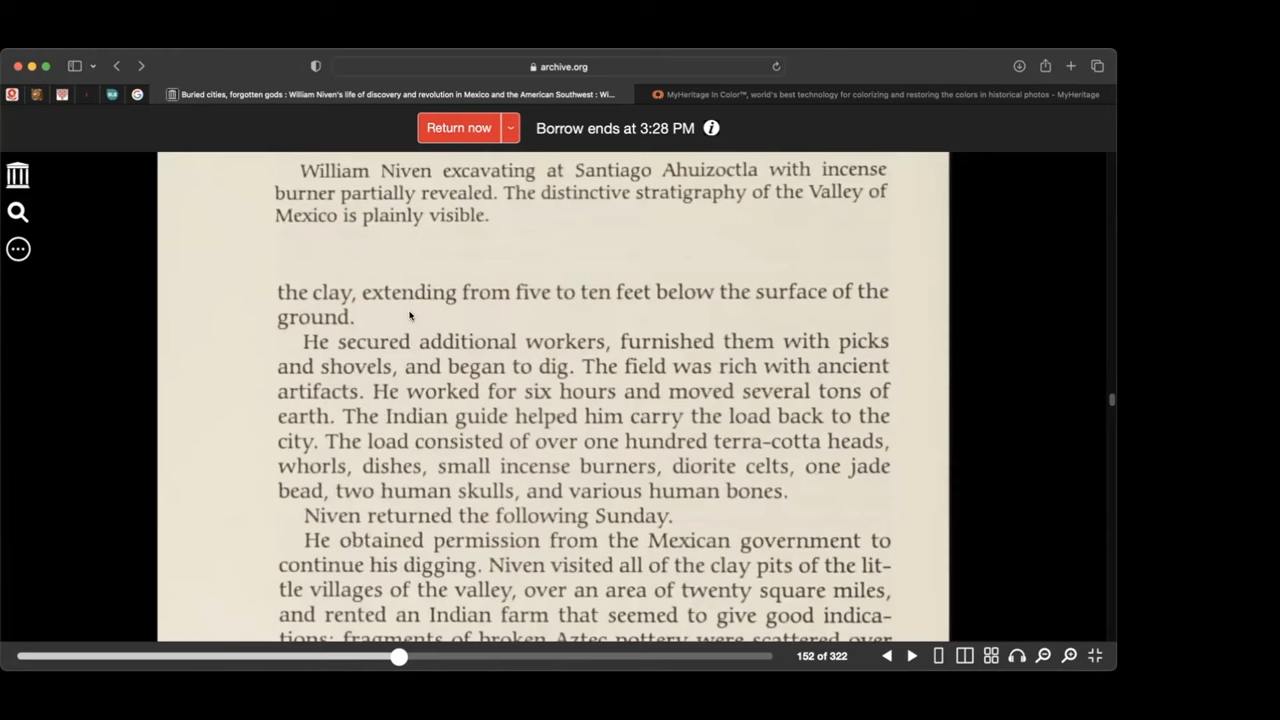 archive.org
Buried cities, forgotten gods : William Niven's life of discovery and revolution in Mexico and the American Southwest : Wi...
MyHeritage In Color™, world's best technology for colorizing and restoring the colors in historical photos - MyHeritage
Return now
Borrow ends at 3:28 PM
William Niven excavating at Santiago Ahuizoctla with incense
burner partially revealed. The distinctive stratigraphy of the Valley of
Mexico is plainly visible.
the clay, extending from five to ten feet below the surface of the
ground.
He secured additional workers, furnished them with picks
and shovels, and began to dig. The field was rich with ancient
artifacts. He worked for six hours and moved several tons of
earth. The Indian guide helped him carry the load back to the
city. The load consisted of over one hundred terra-cotta heads,
whorls, dishes, small incense burners, diorite celts, one jade
bead, two human skulls, and various human bones.
Niven returned the following Sunday.
He obtained permission from the Mexican government to
continue his digging. Niven visited all of the clay pits of the lit-
tle villages of the valley, over an area of twenty square miles,
and rented an Indian farm that seemed to give good indica-
tions: fragments of broken Aztec pottery were scattered over
152 of 322